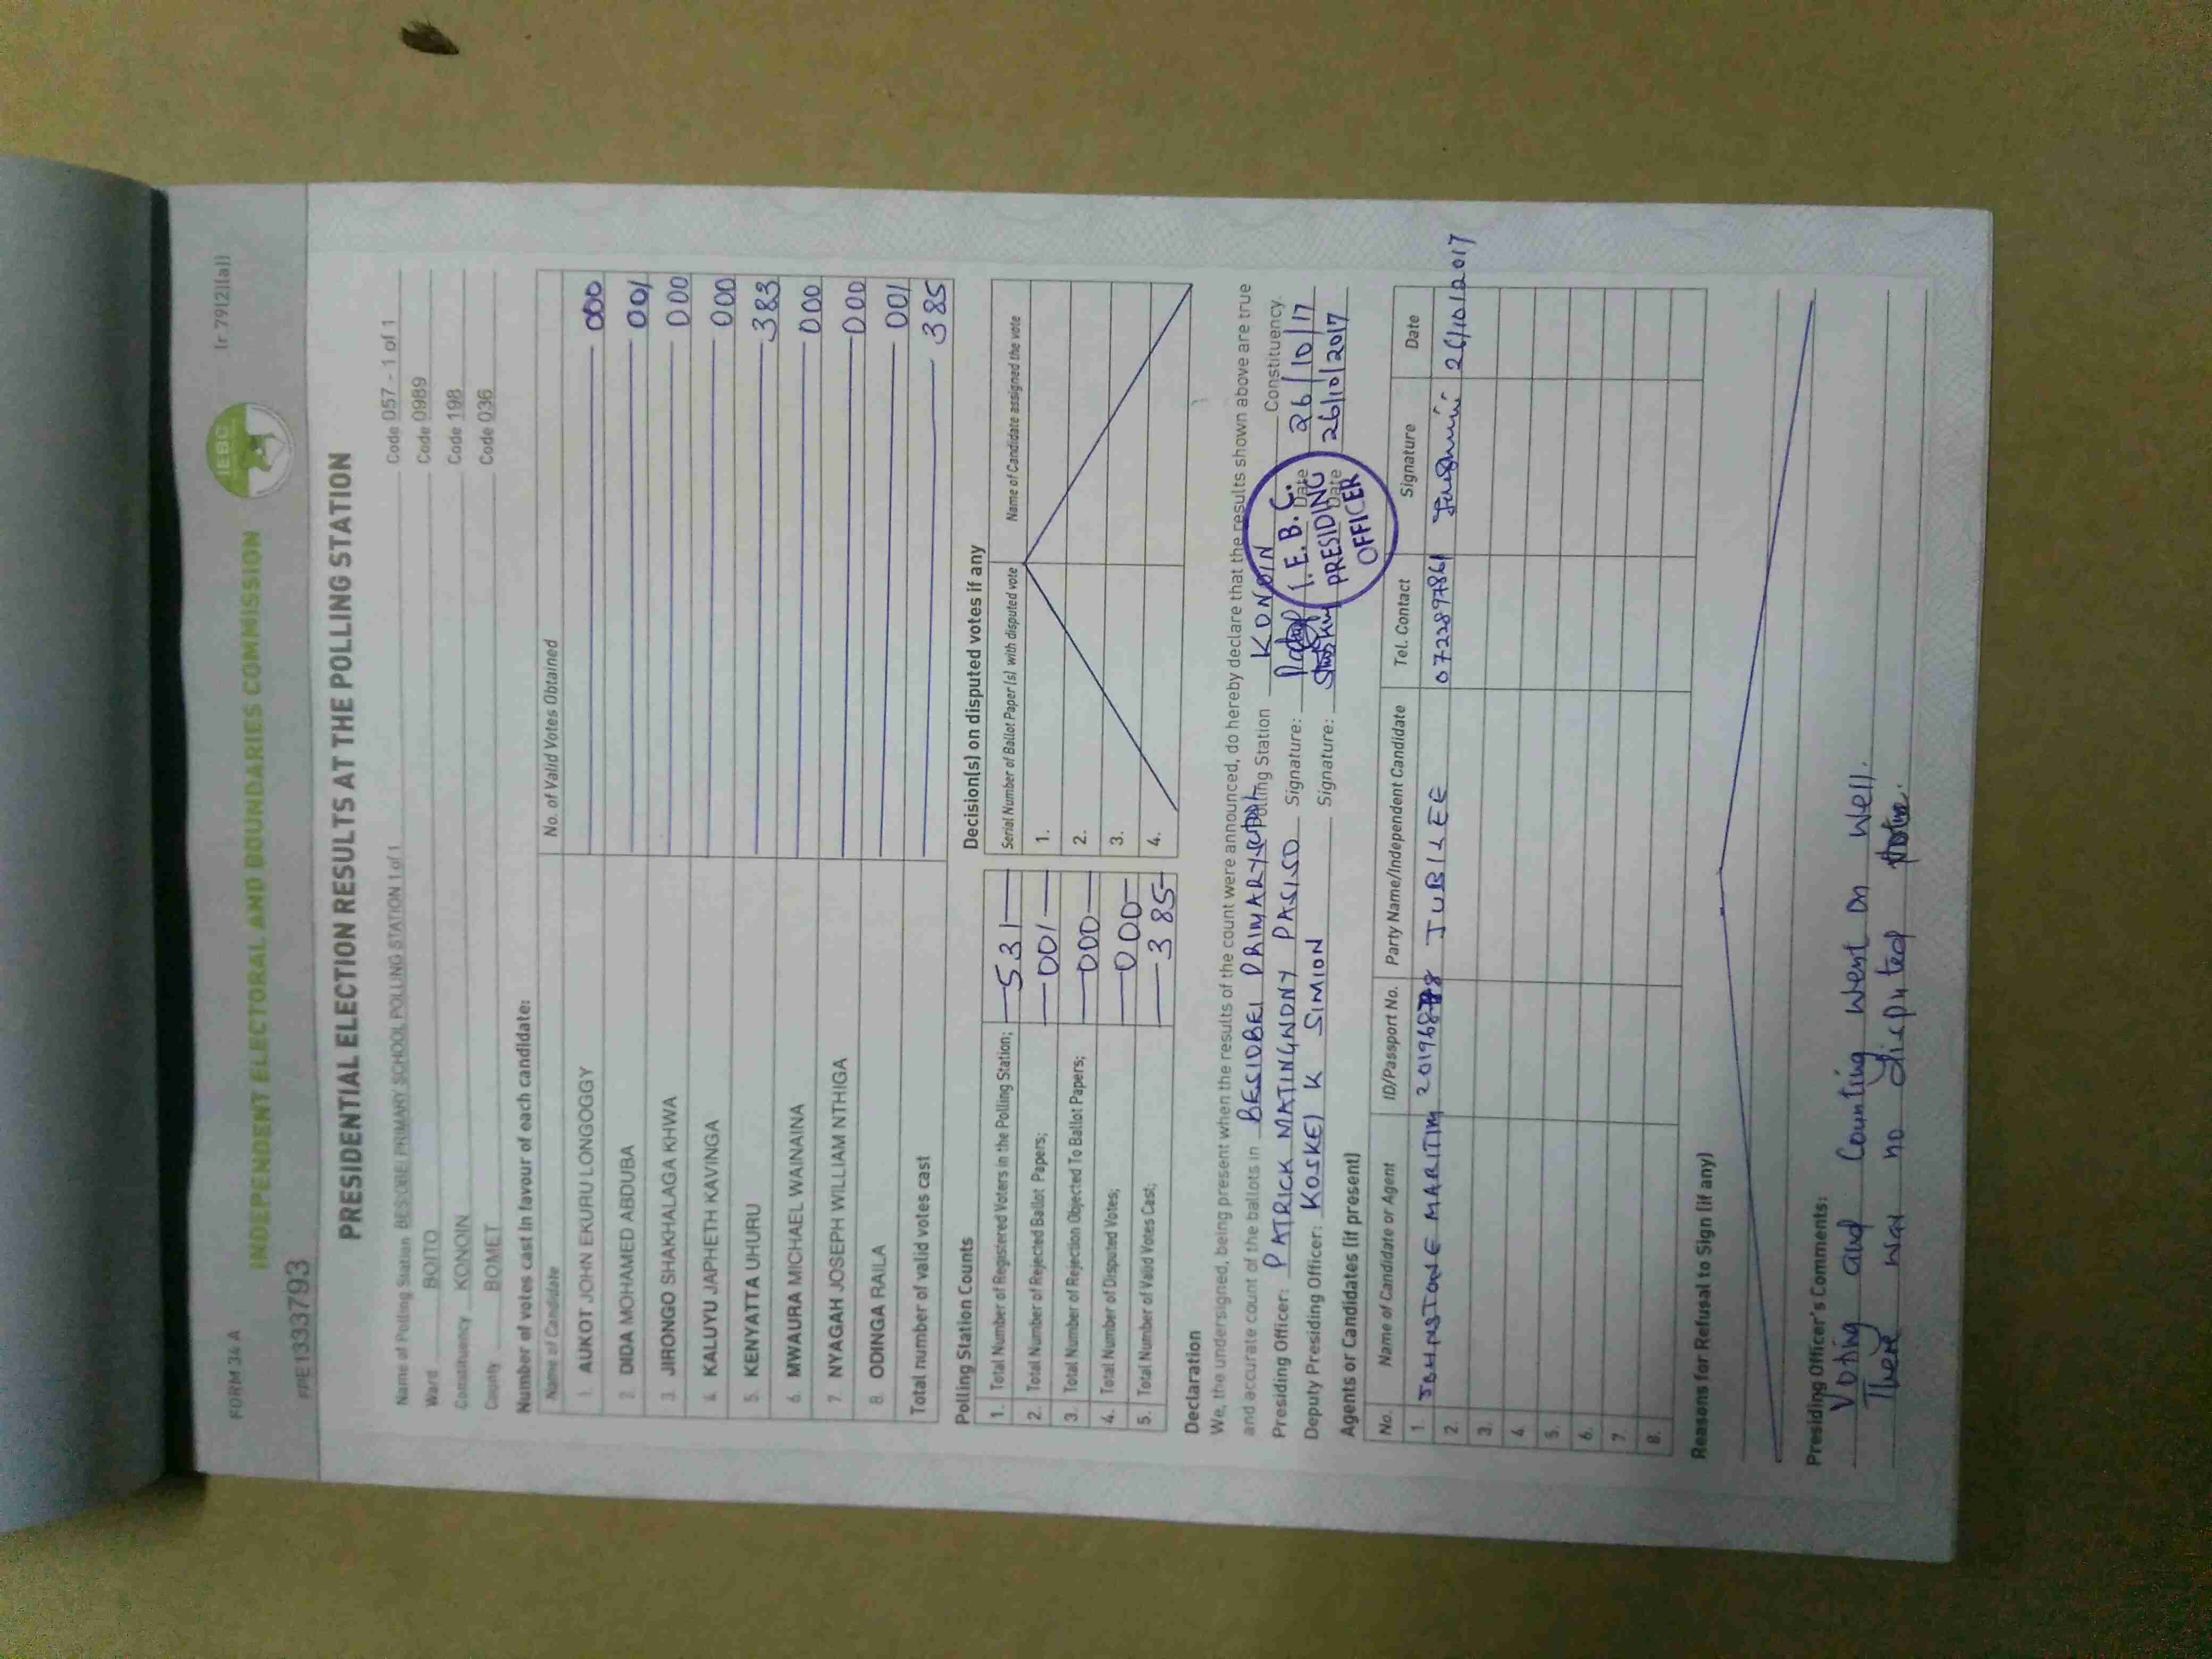 FORM 34 A
(r 79(2)(a))
IEBC
INDEPENDENT ELECTORAL AND BOUNDARIES COMMISSION
PPE1333793
PRESIDENTIAL ELECTION RESULTS AT THE POLLING STATION
Name of Polling Station BESIOBEI PRIMARY SCHOOL POLLING STATION 1 of 1 Code 057 - 1 of 1
Ward BOITO Code 0989
Constituency KONOIN Code 198
County BOMET Code 036
Number of votes cast in favour of each candidate:
Name of Candidate No. of Valid Votes Obtained
1. AUKOT JOHN EKURU LONGOGGY 000
2. DIDA MOHAMED ABDUBA 001
3. JIRONGO SHAKHALAGA KHWA 000
4. KALUYU JAPHETH KAVINGA 000
5. KENYATTA UHURU 383
6. MWAURA MICHAEL WAINAINA 000
7. NYAGAH JOSEPH WILLIAM NTHIGA 000
8. ODINGA RAILA 001
Total number of valid votes cast 385
Polling Station Counts
1. Total Number of Registered Voters in the Polling Station; 531
2. Total Number of Rejected Ballot Papers; 001
3. Total Number of Rejection Objected To Ballot Papers; 000
4. Total Number of Disputed Votes; 000
5. Total Number of Valid Votes Cast; 385
Decision(s) on disputed votes if any
Serial Number of Ballot Paper (s) with disputed vote Name of Candidate assigned the vote
1.
2.
3.
4.
Declaration
We, the undersigned, being present when the results of the count were announced, do hereby declare that the results shown above are true
and accurate count of the ballots in BESIOBEI PRIMARY SCHOOL Polling Station KONOIN Constituency.
Presiding Officer: PATRICK MATINGWONY PASISO Signature: Date 26/10/17
Deputy Presiding Officer: KOSKEI K SIMION Signature: Date 26/10/2017
I.E.B.C.
PRESIDING
OFFICER
Agents or Candidates (if present)
No. Name of Candidate or Agent ID/Passport No. Party Name/Independent Candidate Tel. Contact Signature Date
1. JOHNSTONE MARITIM JUBILEE 0722897861 26/10/2017
2.
3.
4.
5.
6.
7.
8.
Reasons for Refusal to Sign (if any)
Presiding Officer's Comments:
Voting and Counting went on well.
There was no disputed